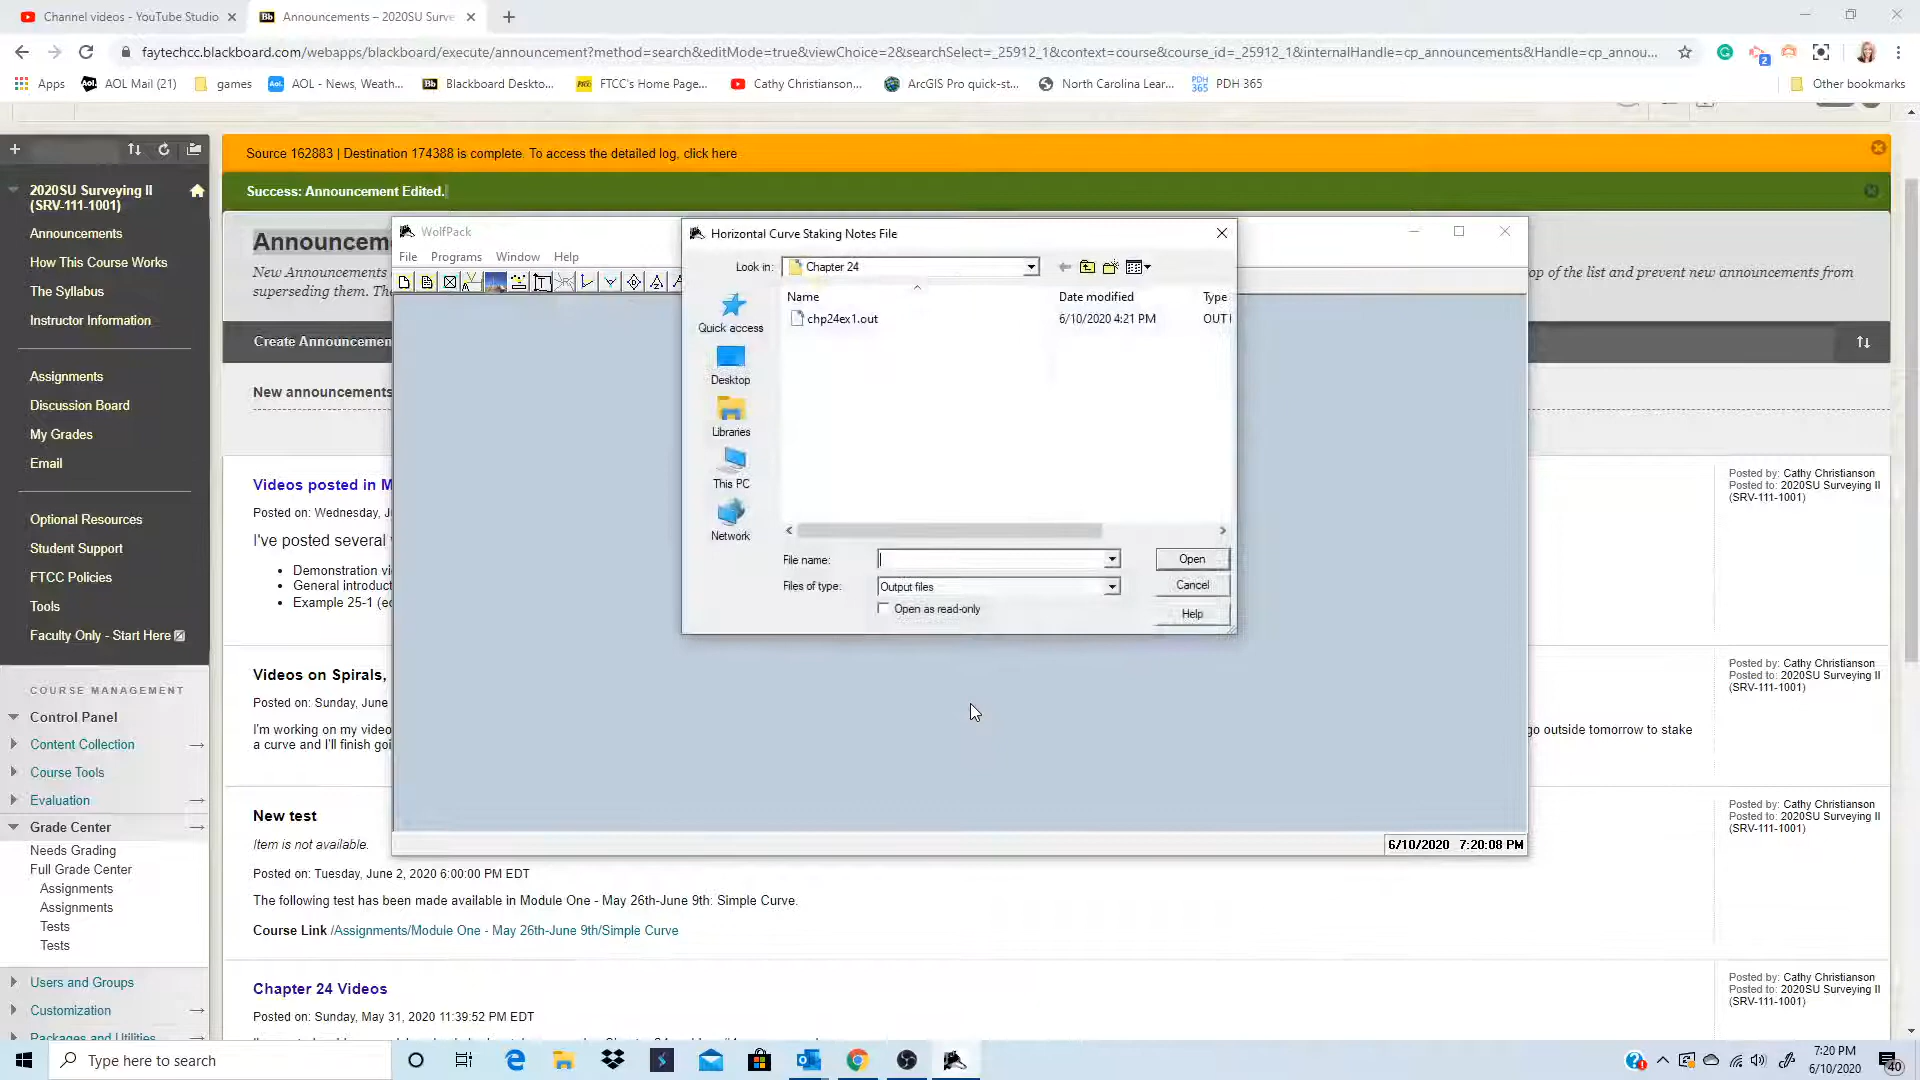 Channel videos - YouTube Studio
Announcements – 2020SU Surve
faytechcc.blackboard.com/webapps/blackboard/execute/announcement?method=search&editMode=true&viewChoice=2&searchSelect=_25912_1&context=course&course_id=_25912_1&internalHandle=cp_announcements&Handle=cp_annou...
Apps
AOL Mail (21)
games
AOL - News, Weath...
Blackboard Deskto...
FTCC's Home Page...
Cathy Christianson...
ArcGIS Pro quick-st...
North Carolina Lear...
PDH 365
Other bookmarks
Source 162883 | Destination 174388 is complete. To access the detailed log, click here
Success: Announcement Edited.
2020SU Surveying II
(SRV-111-1001)
Announcements
How This Course Works
The Syllabus
Instructor Information
Assignments
Discussion Board
My Grades
Email
Optional Resources
Student Support
FTCC Policies
Tools
Faculty Only - Start Here
COURSE MANAGEMENT
Control Panel
Content Collection
Course Tools
Evaluation
Grade Center
Needs Grading
Full Grade Center
Assignments
Assignments
Tests
Tests
Users and Groups
Customization
Packages and Utilities
Announcemen
New Announcements
superseding them. The
op of the list and prevent new announcements from
Create Announcemen
New announcements
WolfPack
File Programs Window Help
Horizontal Curve Staking Notes File
Look in: Chapter 24
Name Date modified Type
chp24ex1.out 6/10/2020 4:21 PM OUT
Quick access
Desktop
Libraries
This PC
Network
File name: Open
Files of type: Output files Cancel
Open as read-only
Help
6/10/2020 7:20:08 PM
Videos posted in M
Posted on: Wednesday, J
I've posted several
Demonstration vi
General introduct
Example 25-1 (ec
Posted by: Cathy Christianson
Posted to: 2020SU Surveying II
(SRV-111-1001)
Videos on Spirals,
Posted on: Sunday, June
I'm working on my video
a curve and I'll finish goi
go outside tomorrow to stake
Posted by: Cathy Christianson
Posted to: 2020SU Surveying II
(SRV-111-1001)
New test
Item is not available.
Posted on: Tuesday, June 2, 2020 6:00:00 PM EDT
The following test has been made available in Module One - May 26th-June 9th: Simple Curve.
Course Link /Assignments/Module One - May 26th-June 9th/Simple Curve
Posted by: Cathy Christianson
Posted to: 2020SU Surveying II
(SRV-111-1001)
Chapter 24 Videos
Posted on: Sunday, May 31, 2020 11:39:52 PM EDT
Posted by: Cathy Christianson
Posted to: 2020SU Surveying II
(SRV-111-1001)
Type here to search
7:20 PM
6/10/2020
40